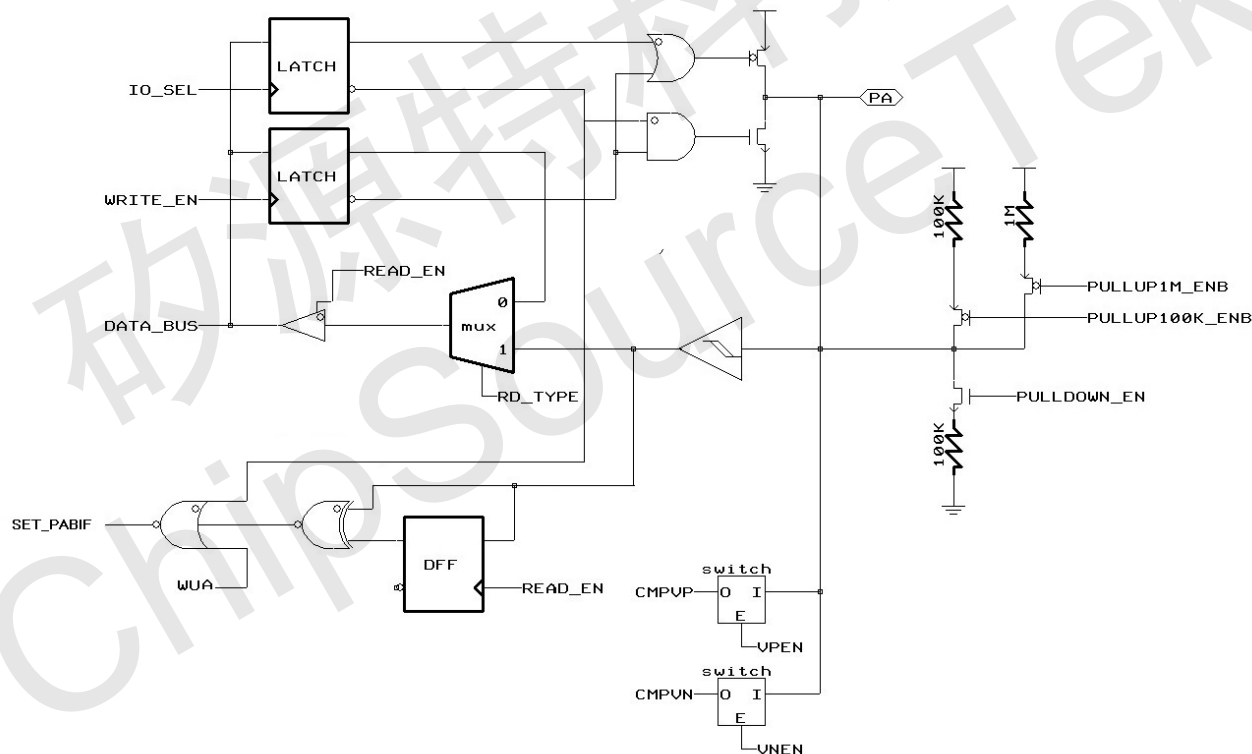 矽源特科技
ChipSourceTek
LATCH
IO_SEL
PA
LATCH
WRITE_EN
100K
1M
READ_EN
PULLUP1M_ENB
0
DATA_BUS
mux
PULLUP100K_ENB
1
RD_TYPE
PULLDOWN_EN
100K
SET_PABIF
DFF
WUA
READ_EN
switch
CMPVP
O I
E
VPEN
switch
CMPVN
O I
E
VNEN